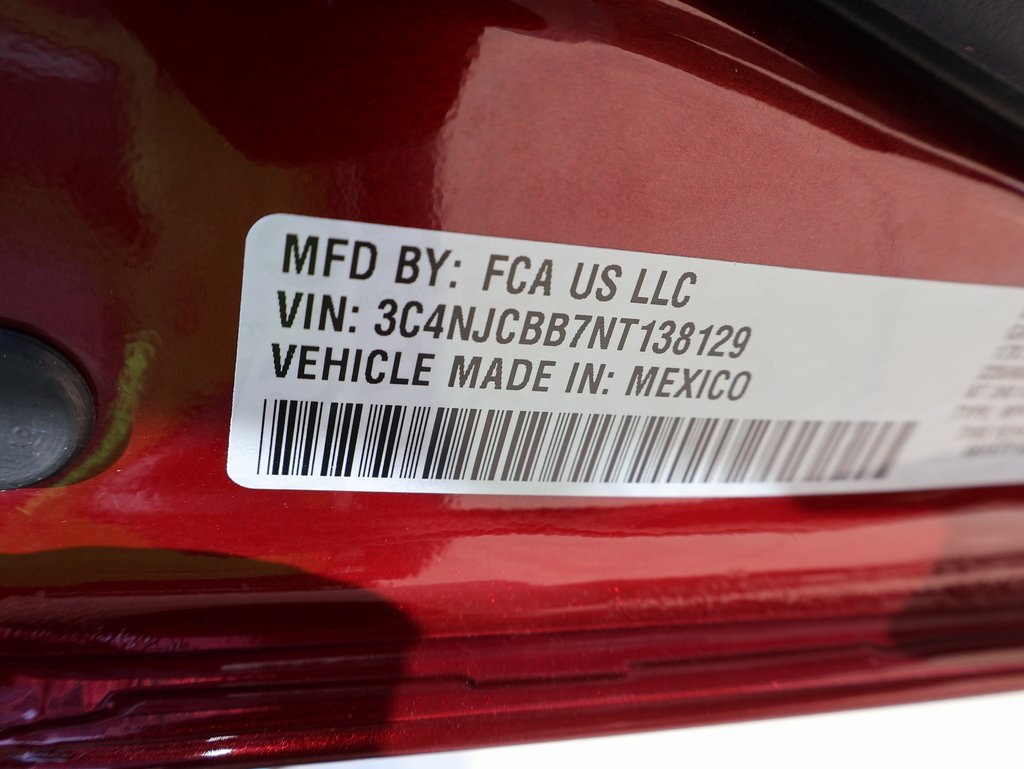 MFD BY: FCA US LLC
VIN: 3C4NJCBB7NT138129
VEHICLE MADE IN: MEXICO